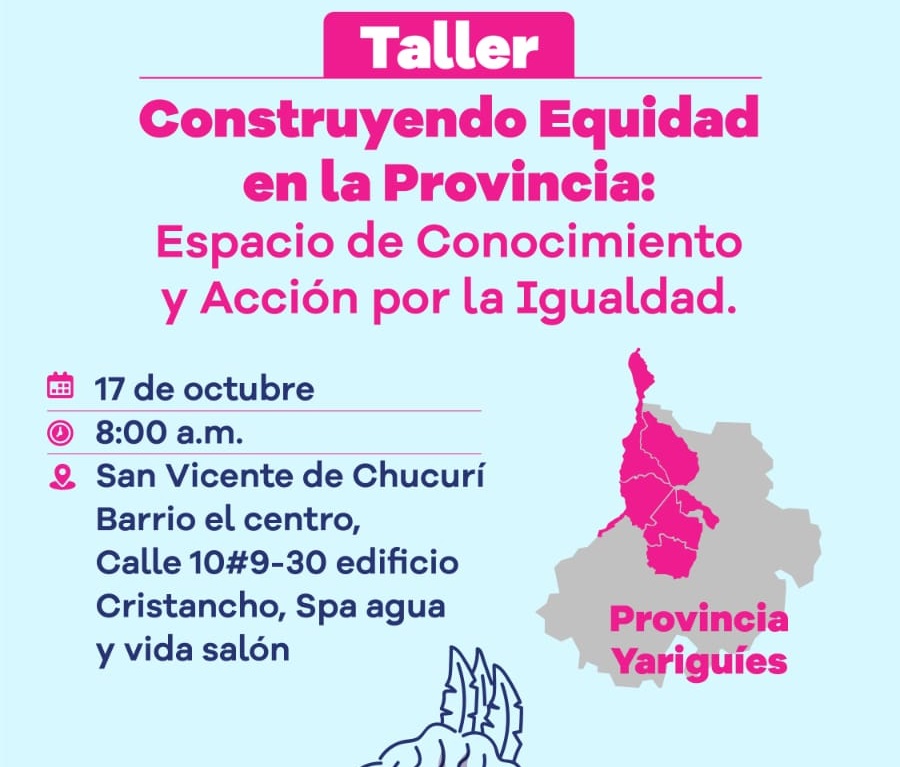 Taller
Construyendo Equidad
en la Provincia:
Espacio de Conocimiento
y Acción por la Igualdad.
17 de octubre
8:00 a.m.
San Vicente de Chucurí
Barrio el centro,
Calle 10#9-30 edificio
Cristancho, Spa agua
y vida salón
Provincia
Yariguíes